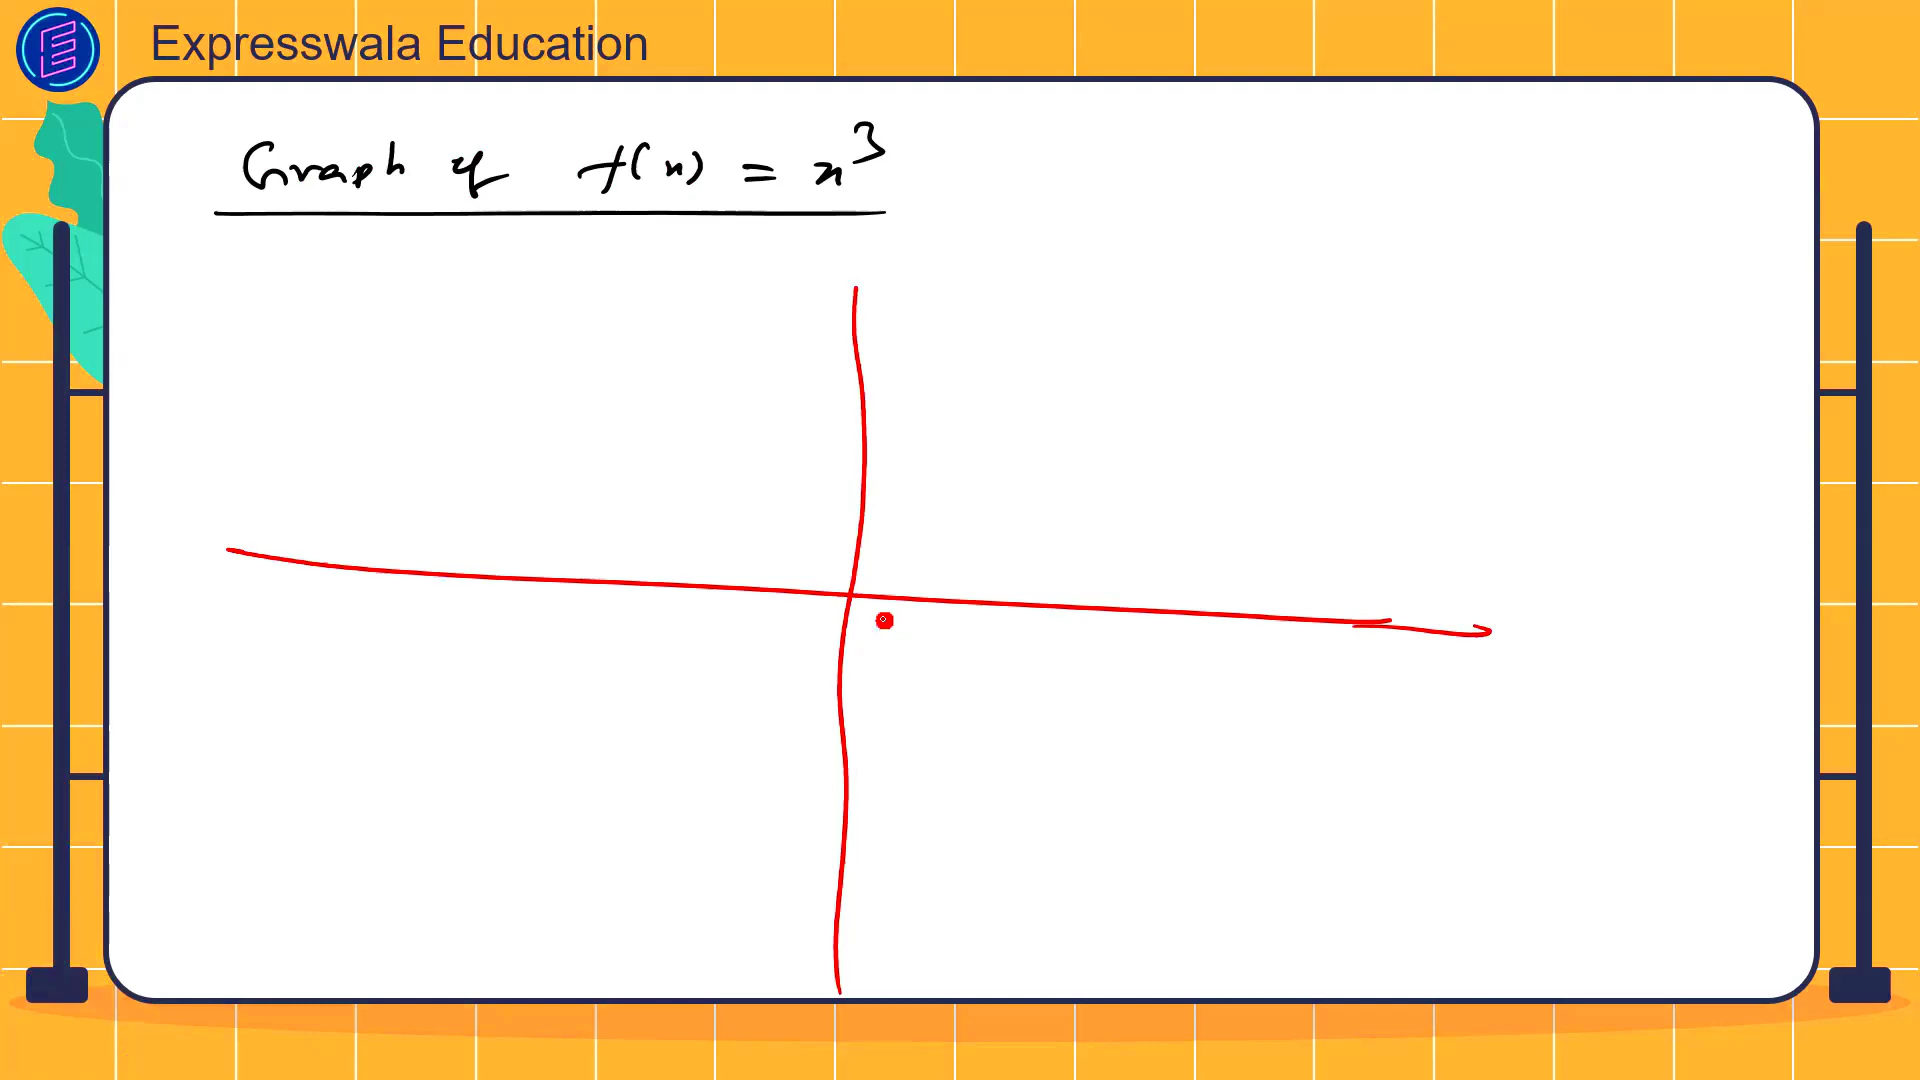 Expresswala Education
Graph of f(x) = x³